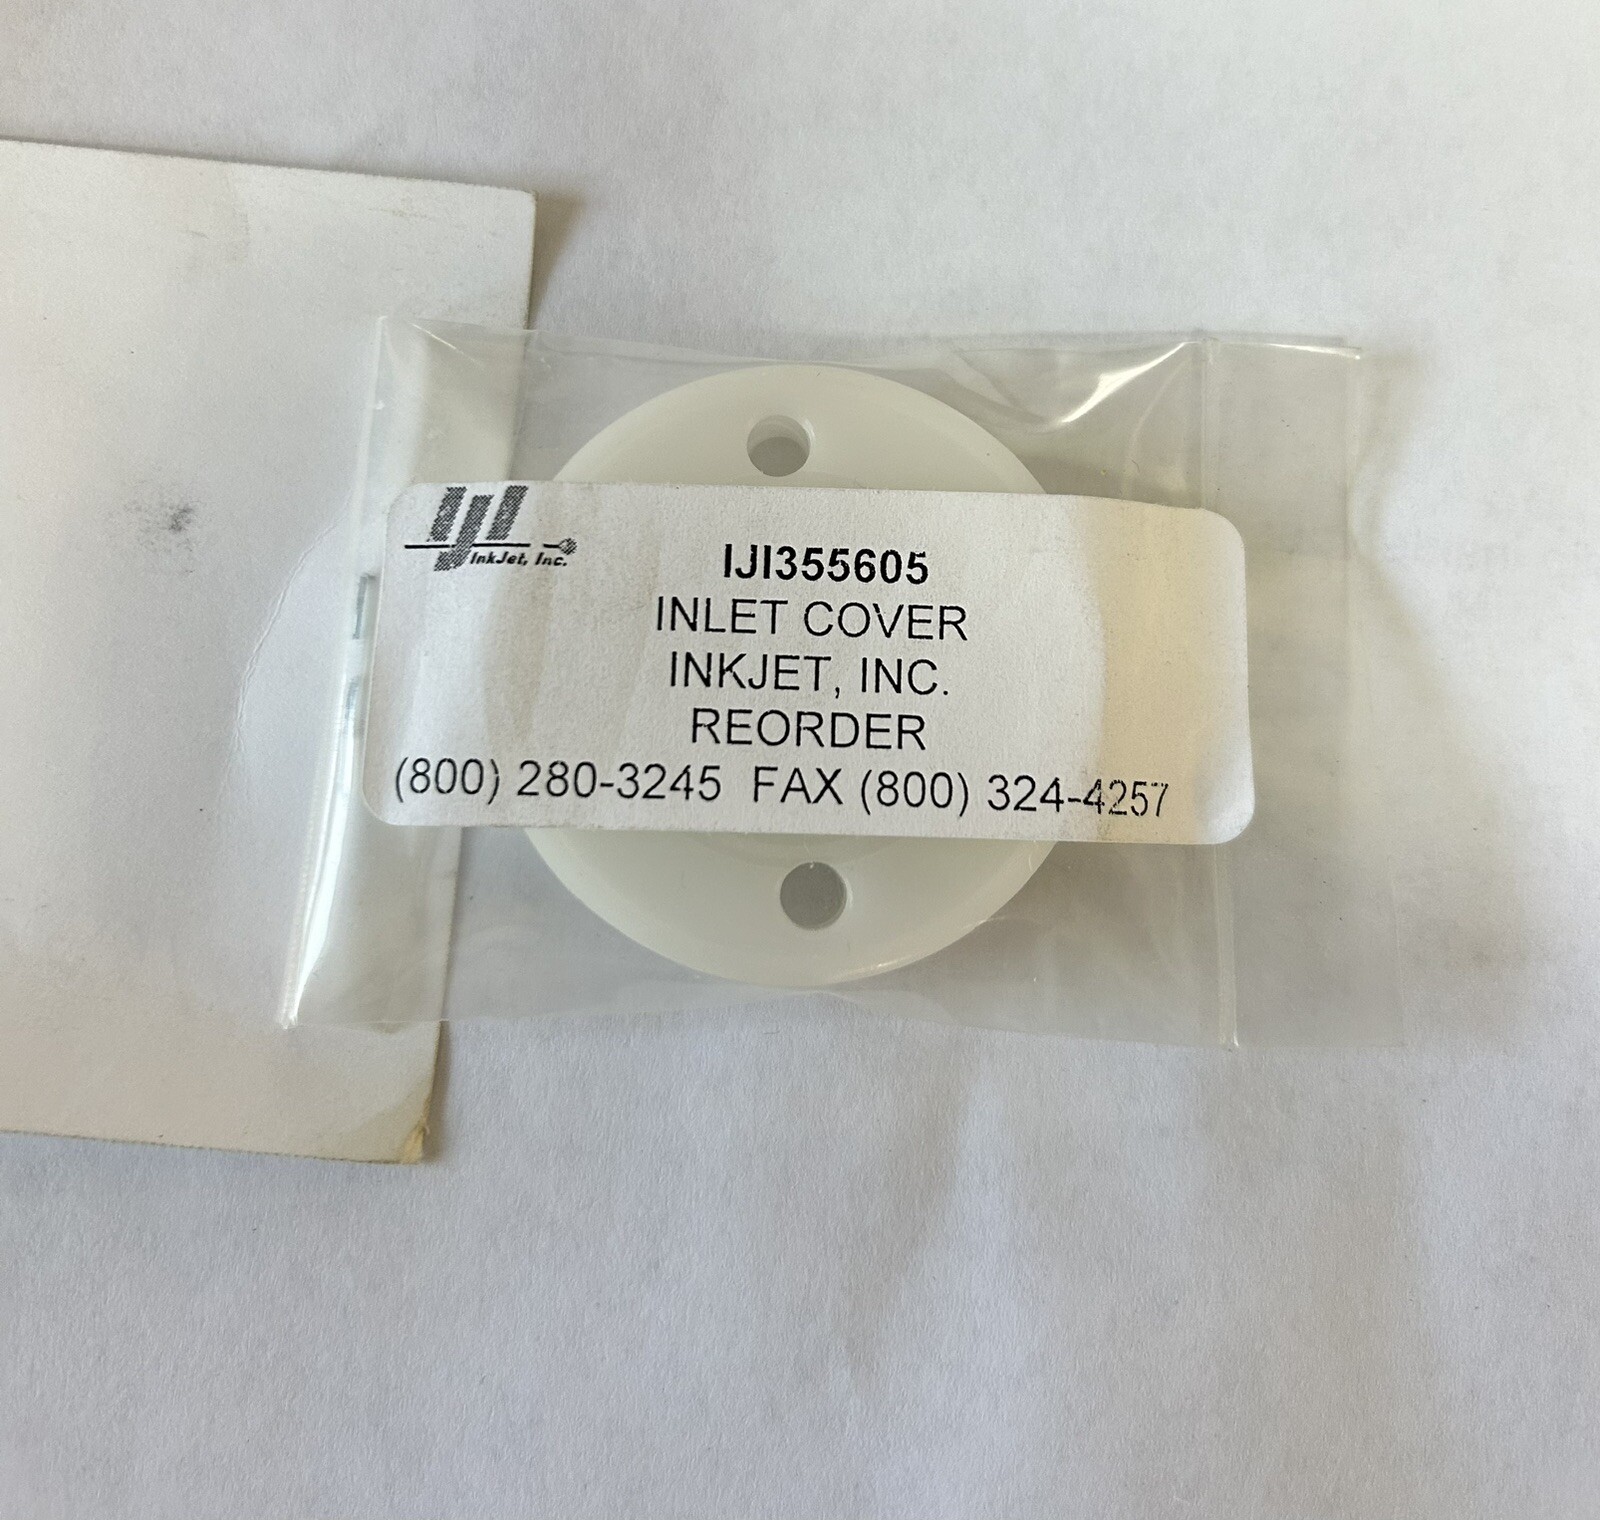 IJI
InkJet, Inc.
IJI355605
INLET COVER
INKJET, INC.
REORDER
(800) 280-3245 FAX (800) 324-4257